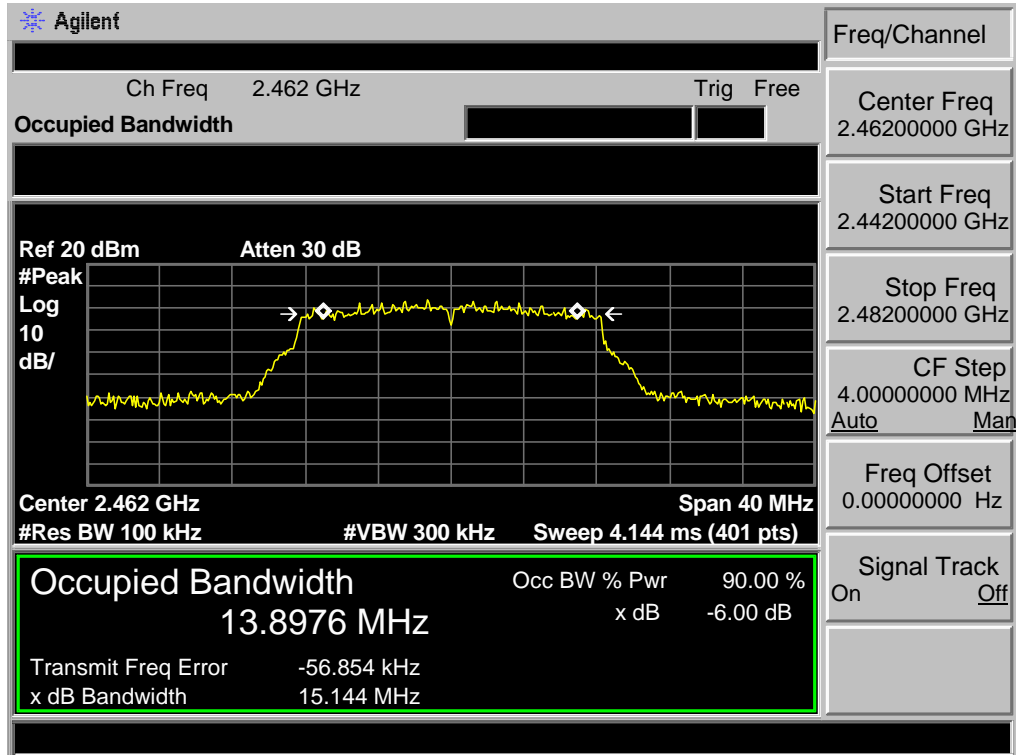 Agilent
Freq/Channel
Ch Freq 2.462 GHz Trig Free
Occupied Bandwidth
Center Freq
2.46200000 GHz
Start Freq
2.44200000 GHz
Ref 20 dBm Atten 30 dB
#Peak
Log
10
dB/
Stop Freq
2.48200000 GHz
CF Step
4.00000000 MHz
Auto Man
Freq Offset
0.00000000 Hz
Center 2.462 GHz Span 40 MHz
#Res BW 100 kHz #VBW 300 kHz Sweep 4.144 ms (401 pts)
Signal Track
On Off
Occupied Bandwidth
13.8976 MHz
Occ BW % Pwr 90.00 %
x dB -6.00 dB
Transmit Freq Error -56.854 kHz
x dB Bandwidth 15.144 MHz